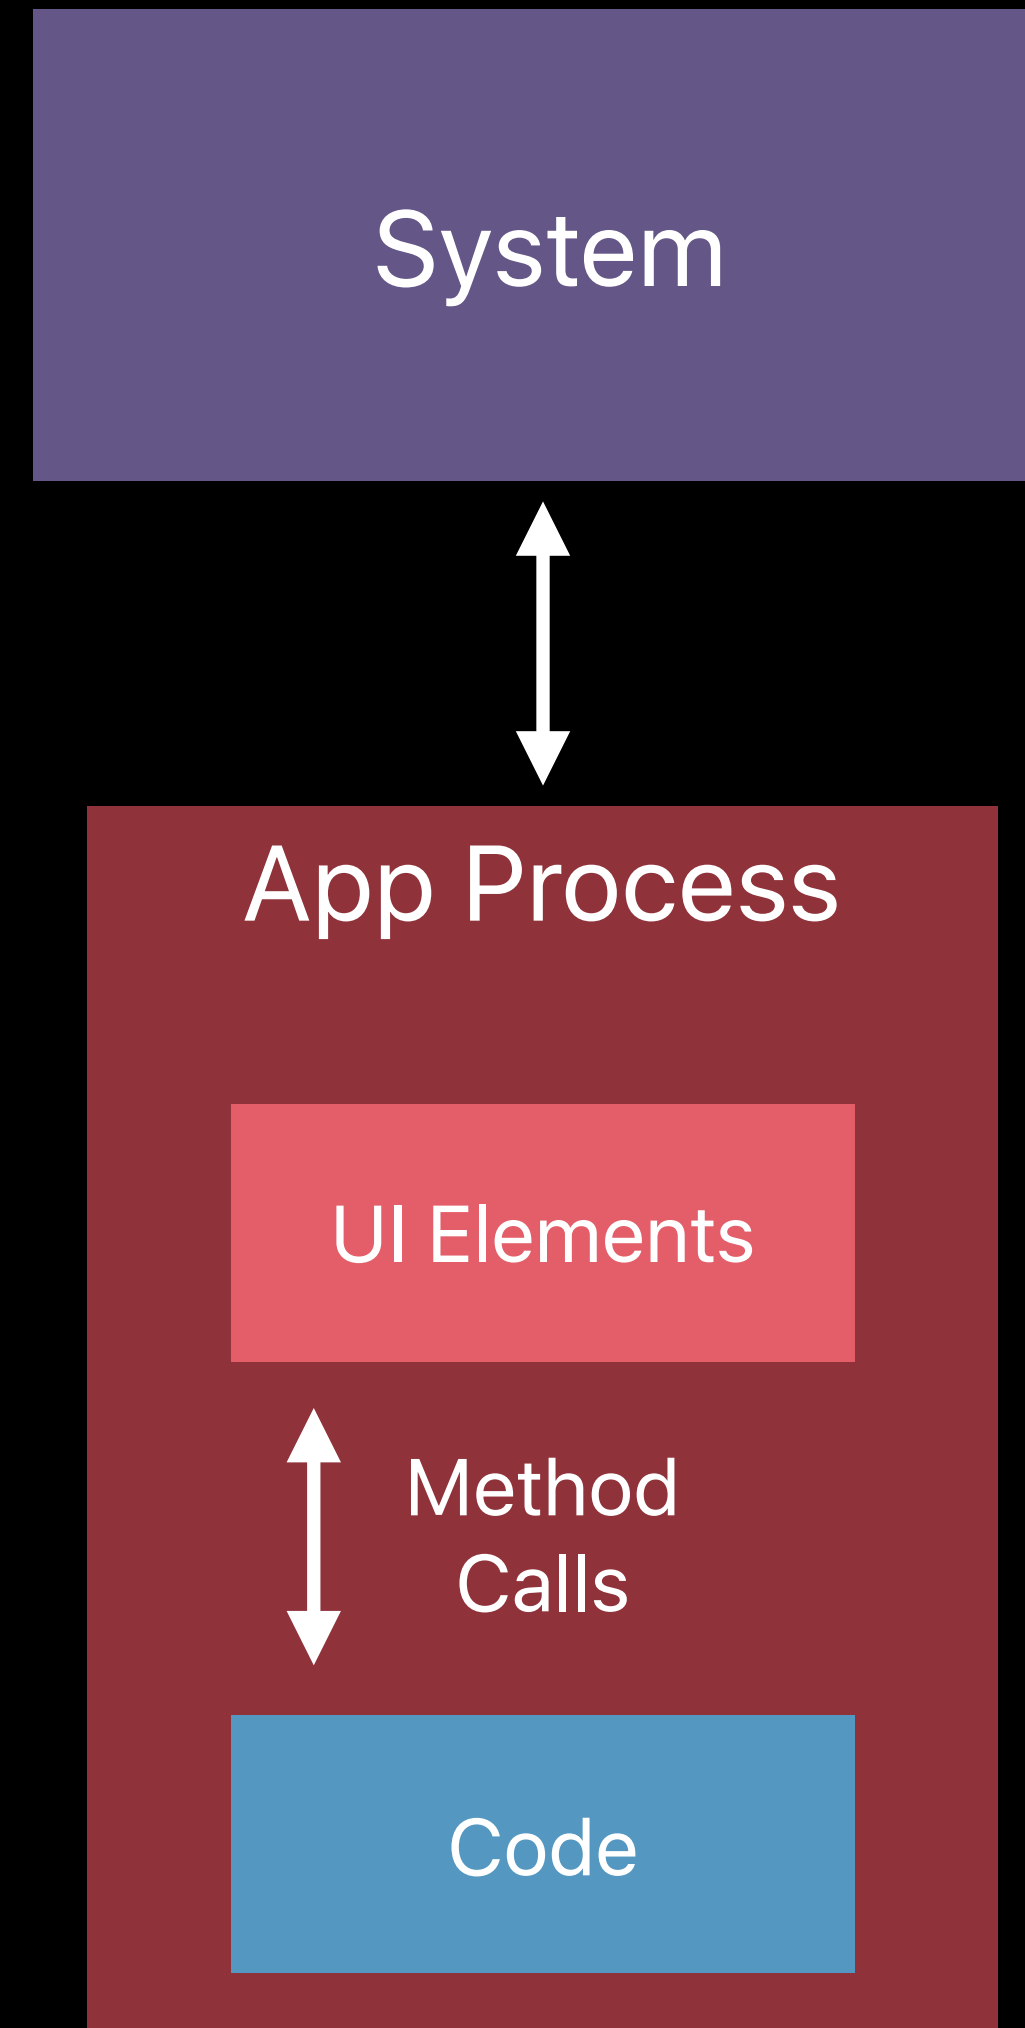 System
App Process
UI Elements
Method
Calls
Code